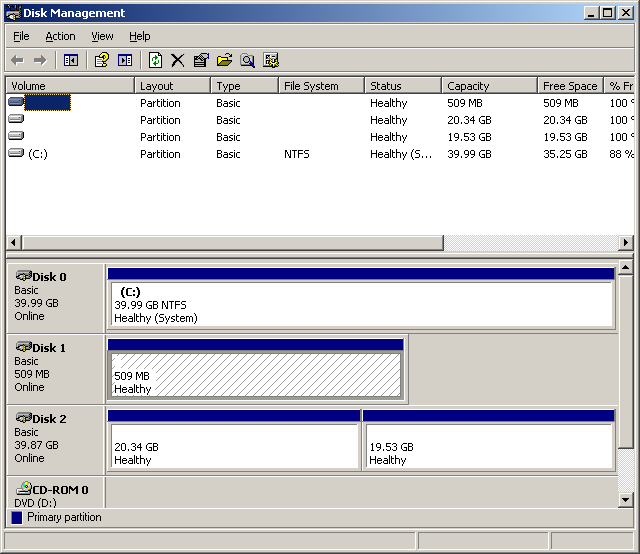 Disk Management
File Action View Help
Volume Layout Type File System Status Capacity Free Space % Fr
Partition Basic Healthy 509 MB 509 MB 100 %
Partition Basic Healthy 20.34 GB 20.34 GB 100 %
Partition Basic Healthy 19.53 GB 19.53 GB 100 %
(C:) Partition Basic NTFS Healthy (S... 39.99 GB 35.25 GB 88 %
Disk 0
Basic
39.99 GB
Online
(C:)
39.99 GB NTFS
Healthy (System)
Disk 1
Basic
509 MB
Online
509 MB
Healthy
Disk 2
Basic
39.87 GB
Online
20.34 GB
Healthy
19.53 GB
Healthy
CD-ROM 0
DVD (D:)
Primary partition